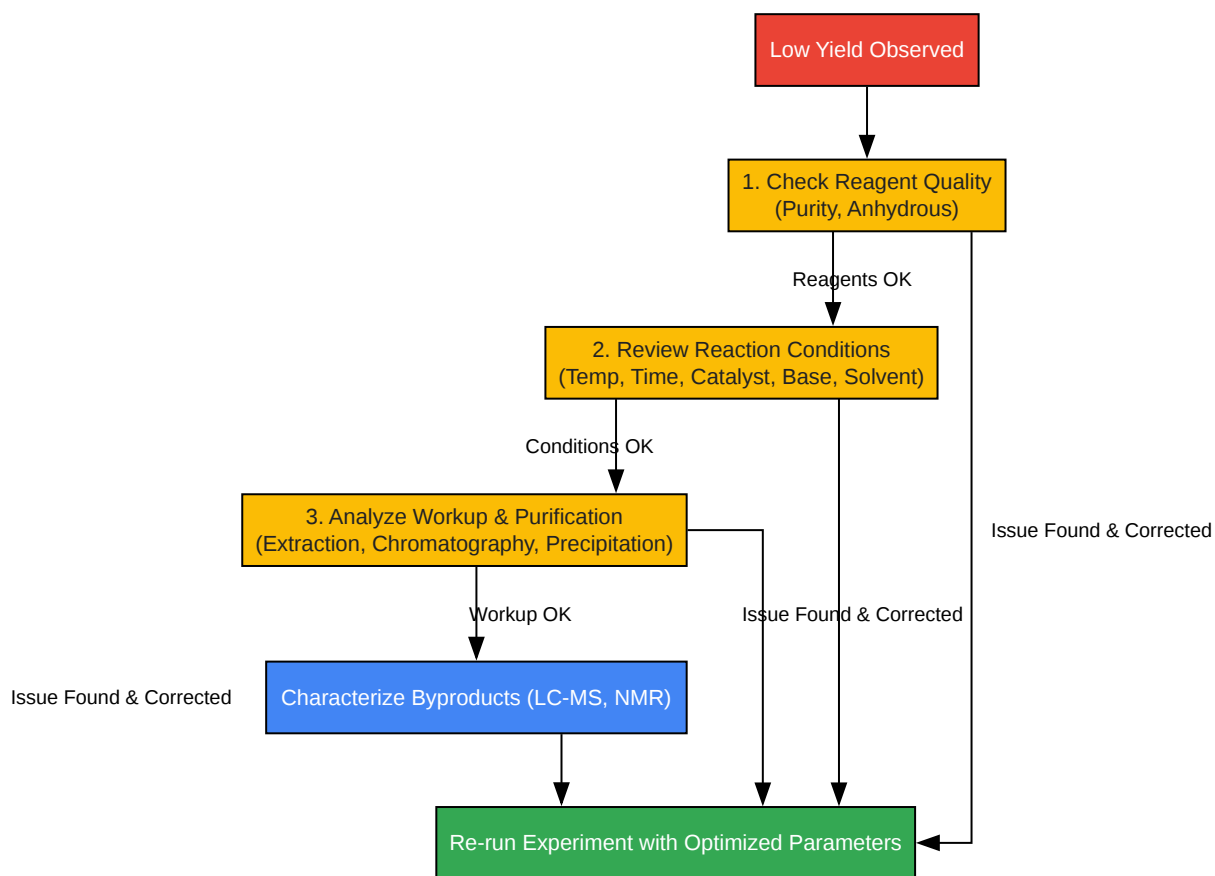 Low Yield Observed
1. Check Reagent Quality
(Purity, Anhydrous)
Reagents OK
2. Review Reaction Conditions
(Temp, Time, Catalyst, Base, Solvent)
Conditions OK
3. Analyze Workup & Purification
(Extraction, Chromatography, Precipitation)
Issue Found & Corrected
Workup OK
Issue Found & Corrected
Issue Found & Corrected
Characterize Byproducts (LC-MS, NMR)
Re-run Experiment with Optimized Parameters